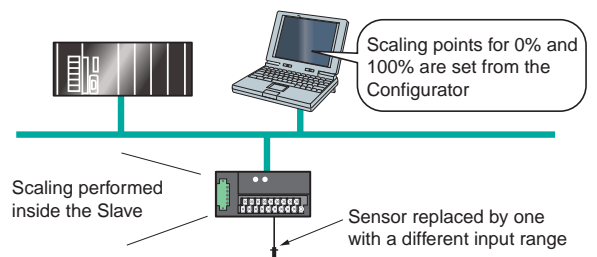 Scaling points for 0% and
100% are set from the
Configurator
Scaling performed
inside the Slave
Sensor replaced by one
with a different input range